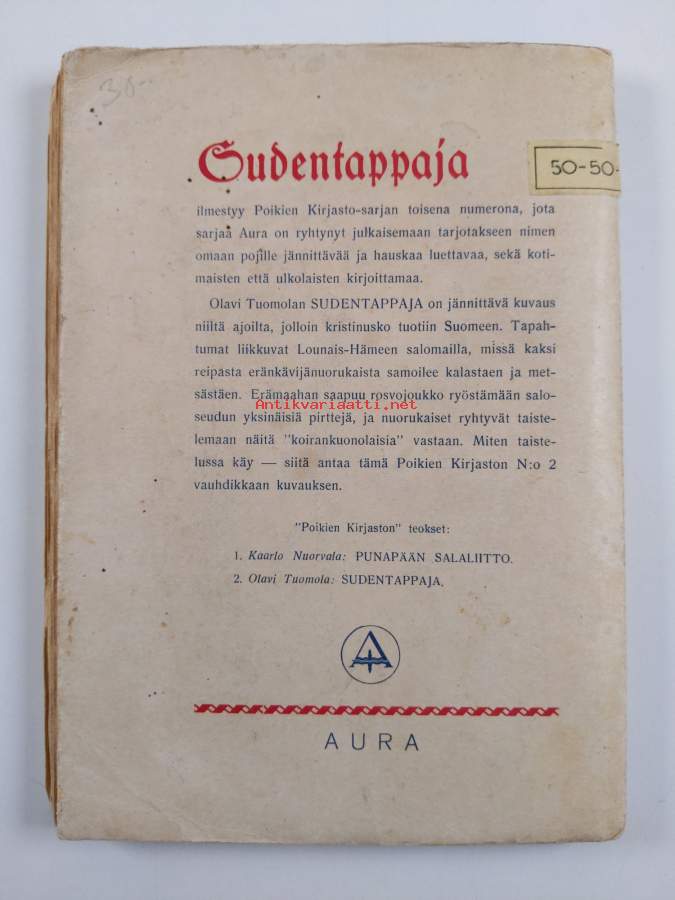 30-
Sudentappaja
50-50-
ilmestyy Poikien Kirjasto-sarjan toisena numerona, jota
sarjaa Aura on ryhtynyt julkaisemaan tarjotakseen nimen
omaan pojille jännittävää ja hauskaa luettavaa, sekä koti-
maisten että ulkolaisten kirjoittamaa.
Olavi Tuomolan SUDENTAPPAJA on jännittävä kuvaus
niiltä ajoilta, jolloin kristinusko tuotiin Suomeen. Tapah-
tumat liikkuvat Lounais-Hämeen salomailla, missä kaksi
reipasta eränkävijänuorukaista samoilee kalastaen ja met-
sästäen. Erämaahan saapuu rosvojoukko ryöstämään salo-
Antikvariaatti.net
seudun yksinäisiä pirttejä, ja nuorukaiset ryhtyvät taiste-
lemaan näitä "koirankuonolaisia" vastaan. Miten taiste-
lussa käy — siitä antaa tämä Poikien Kirjaston N:o 2
vauhdikkaan kuvauksen.
"Poikien Kirjaston" teokset:
1. Kaarlo Nuorvala: PUNAPÄÄN SALALIITTO.
2. Olavi Tuomola: SUDENTAPPAJA.
A
AURA